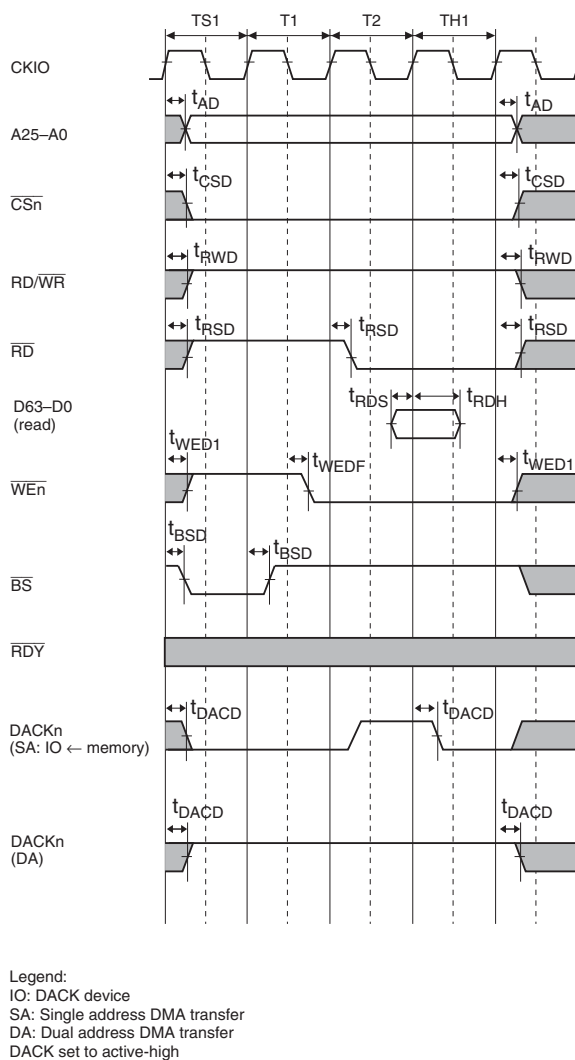 TS1 T1 T2 TH1
CKIO
tAD tAD
A25–A0
tCSD tCSD
CSn
tRWD tRWD
RD/WR
tRSD tRSD tRSD
RD
D63–D0
(read)
tRDS tRDH
tWED1 tWEDF tWED1
WEn
tBSD tBSD
BS
RDY
tDACD tDACD
DACKn
(SA: IO ← memory)
tDACD tDACD
DACKn
(DA)
Legend:
IO: DACK device
SA: Single address DMA transfer
DA: Dual address DMA transfer
DACK set to active-high